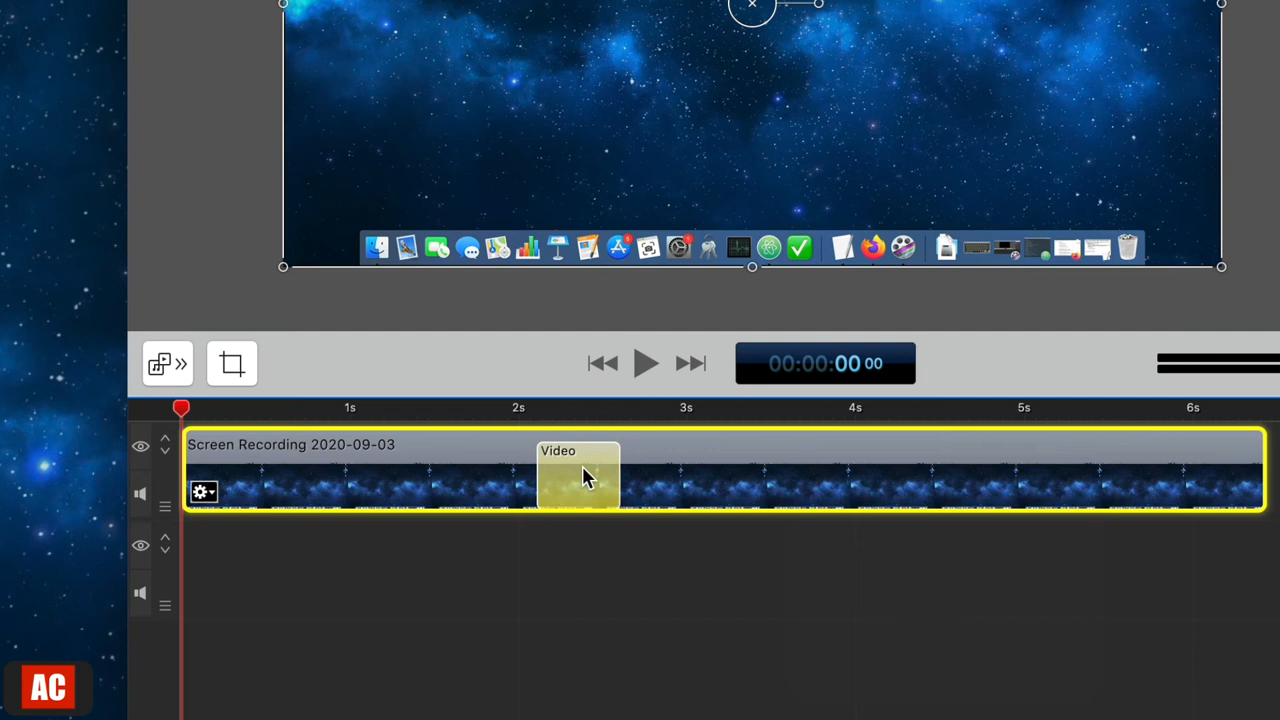 00:00:00 00
1s 2s 3s 4s 5s 6s
Screen Recording 2020-09-03
Video
AC